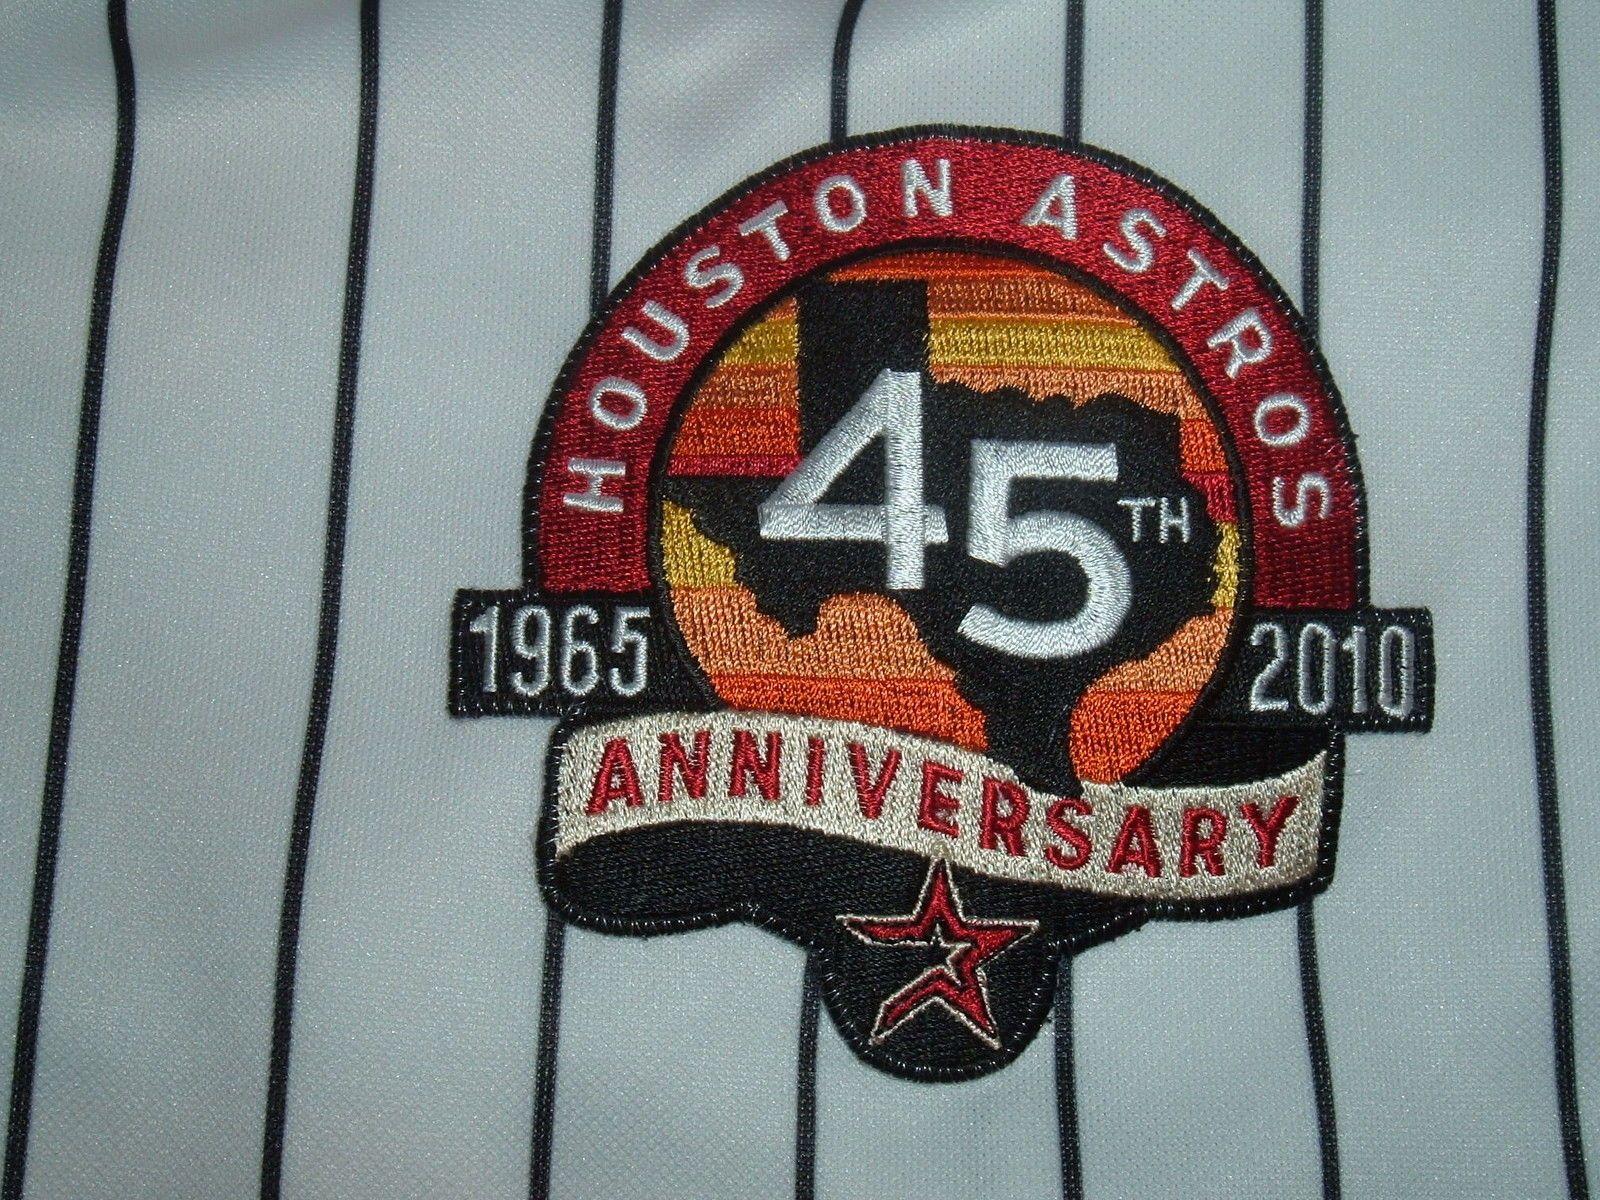 HOUSTON ASTROS
45TH
1965 2010
ANNIVERSARY